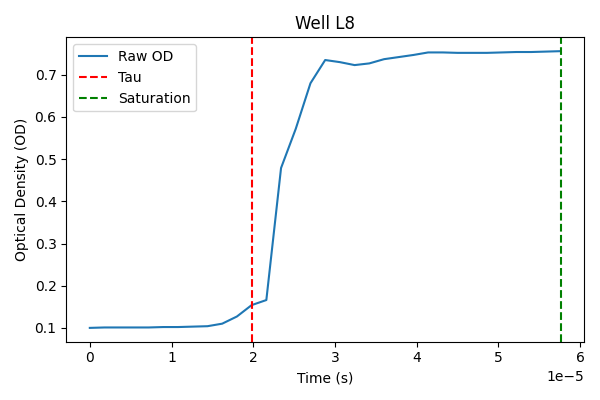 Well L8
Raw OD
Tau
Saturation
Optical Density (OD)
0.7
0.6
0.5
0.4
0.3
0.2
0.1
0 1 2 3 4 5 6
1e−5
Time (s)